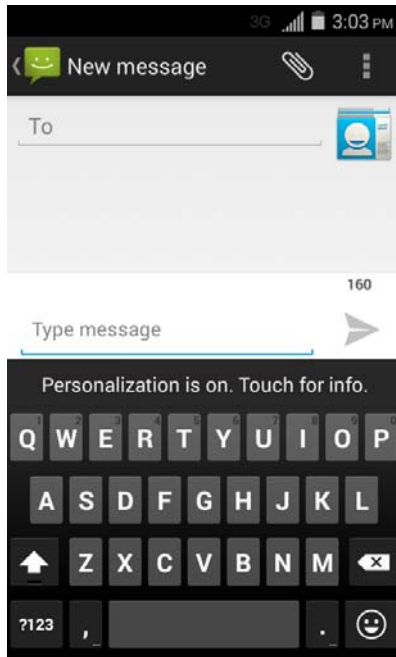 3G 3:03 PM
New message
To
160
Type message
Personalization is on. Touch for info.
Q W E R T Y U I O P
A S D F G H J K L
Z X C V B N M
?123 , .